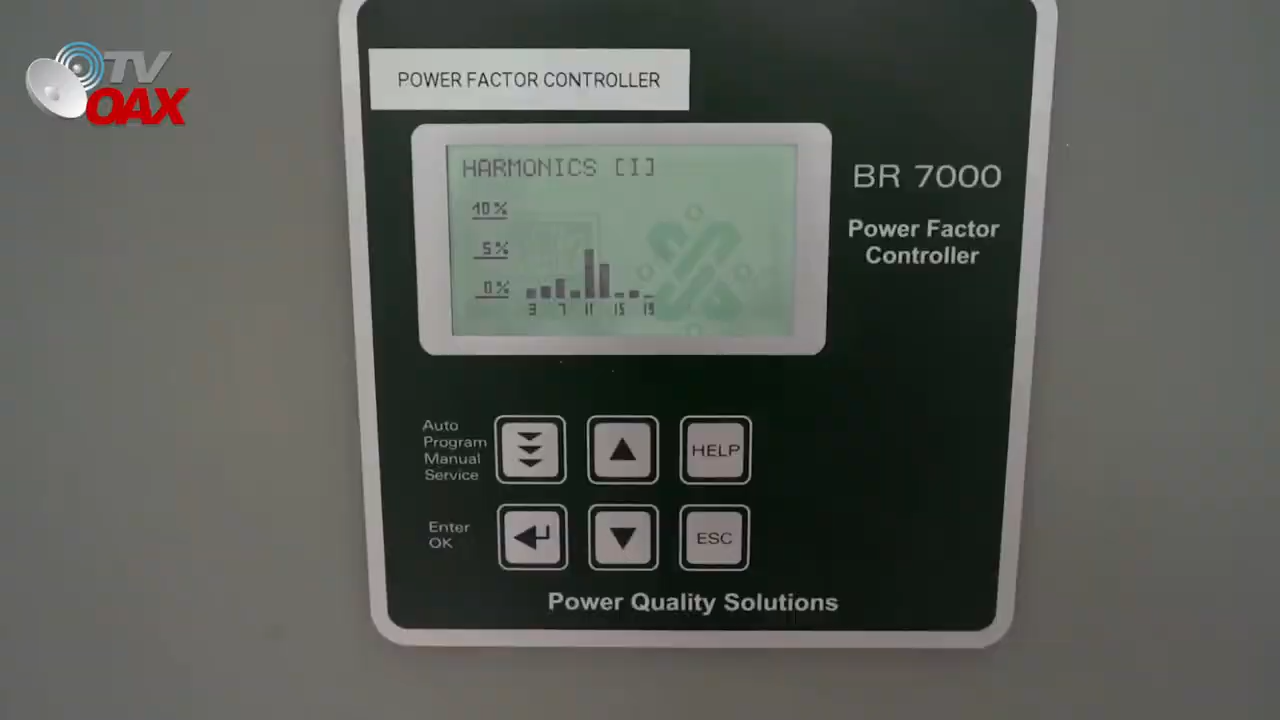 TV
OAX
POWER FACTOR CONTROLLER
HARMONICS [I]
10%
5%
0%
3 7 11 15 19
BR 7000
Power Factor
Controller
Auto
Program
Manual
Service
HELP
Enter
OK
ESC
Power Quality Solutions